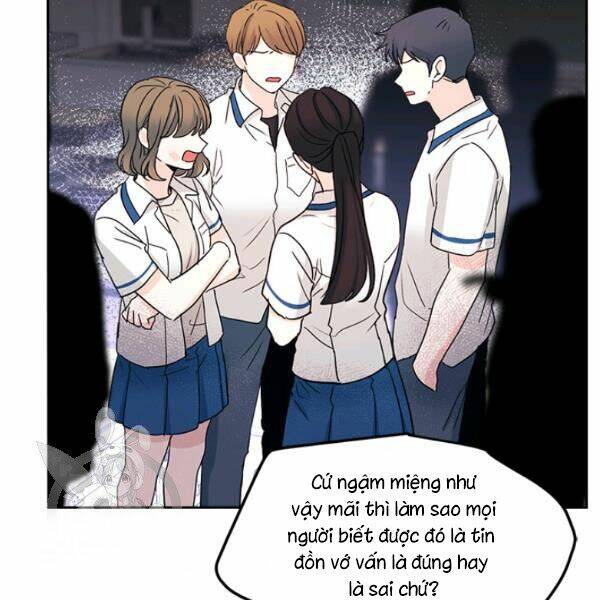 Cứ ngậm miệng như
vậy mãi thì làm sao mọi
người biết được đó là tin
đồn vớ vẩn là đúng hay
là sai chứ?